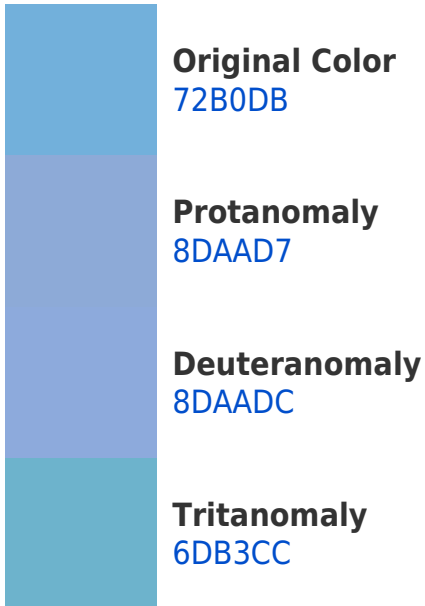 Original Color
72B0DB
Protanomaly
8DAAD7
Deuteranomaly
8DAADC
Tritanomaly
6DB3CC